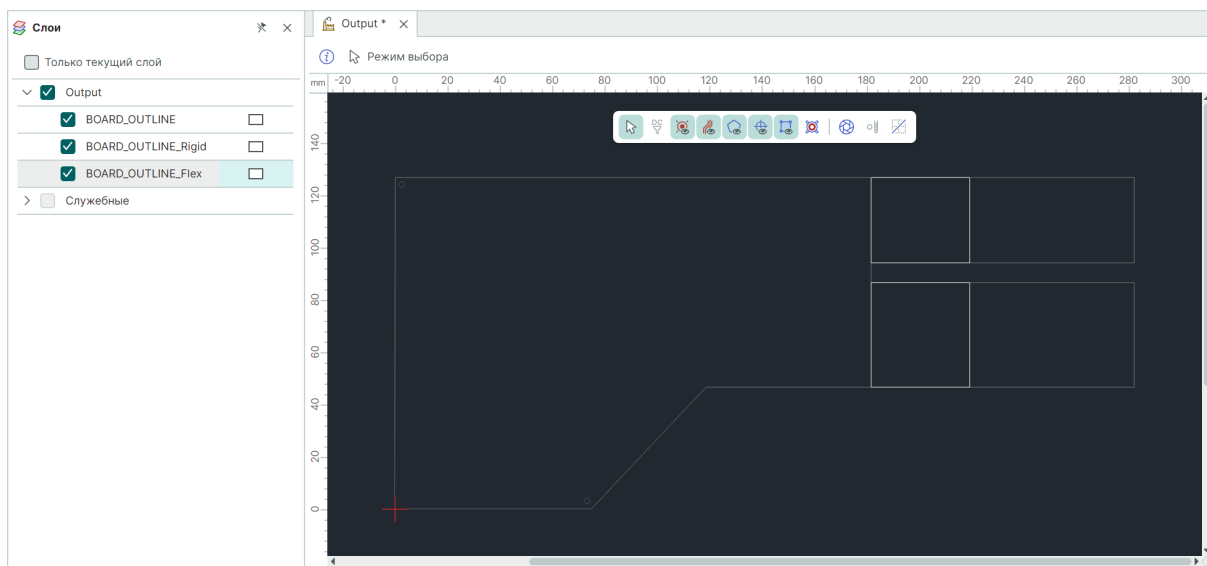 Слои
Output *
Только текущий слой
Режим выбора
Output
BOARD_OUTLINE
BOARD_OUTLINE_Rigid
BOARD_OUTLINE_Flex
Служебные
mm -20 0 20 40 60 80 100 120 140 160 180 200 220 240 260 280 300
DC
140
120
100
80
60
40
20
0